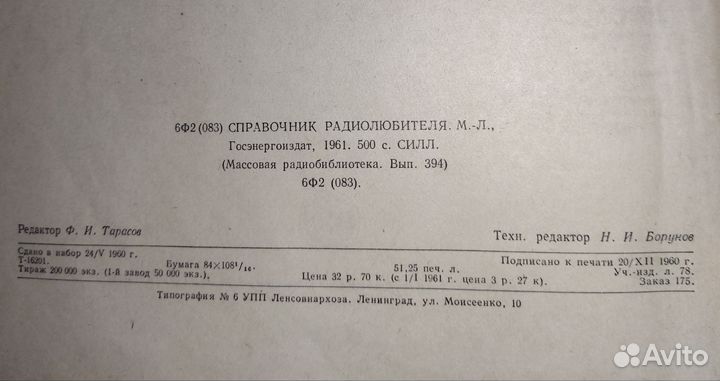 6Ф2 (083) СПРАВОЧНИК РАДИОЛЮБИТЕЛЯ. М.-Л.,
Госэнергоиздат, 1961. 500 с. СИЛЛ.
(Массовая радиобиблиотека. Вып. 394)
6Ф2 (083).
Редактор Ф. И. Тарасов
Техн. редактор Н. И. Борунов
Сдано в набор 24/V 1960 г.
Подписано к печати 20/XII 1960 г.
Т-16201. Бумага 84×108¹/₁₆. 51,25 печ. л. Уч.-изд. л. 78.
Тираж 200 000 экз. (1-й завод 50 000 экз.), Цена 32 р. 70 к. (с 1/I 1961 г. цена 3 р. 27 к). Заказ 175.
Типография № 6 УПП Ленсовнархоза. Ленинград, ул. Моисеенко, 10
Avito